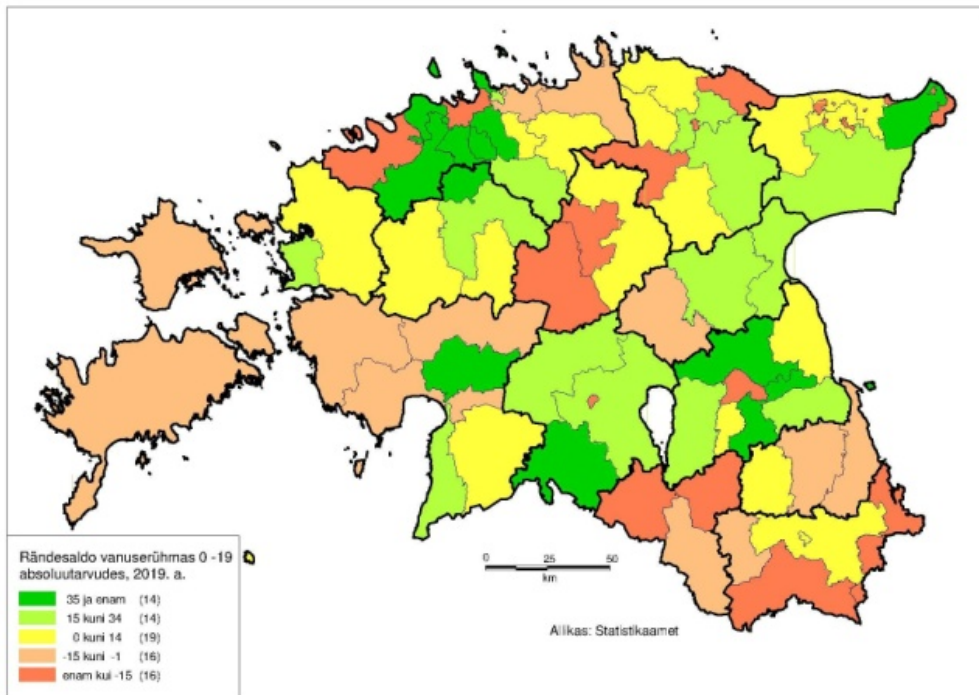 Rändesaldo vanuserühmas 0 -19
absoluutarvudes, 2019. a.
35 ja enam (14)
15 kuni 34 (14)
0 kuni 14 (19)
-15 kuni -1 (16)
enam kui -15 (16)
0 25 50
km
Allikas: Statistikaamet